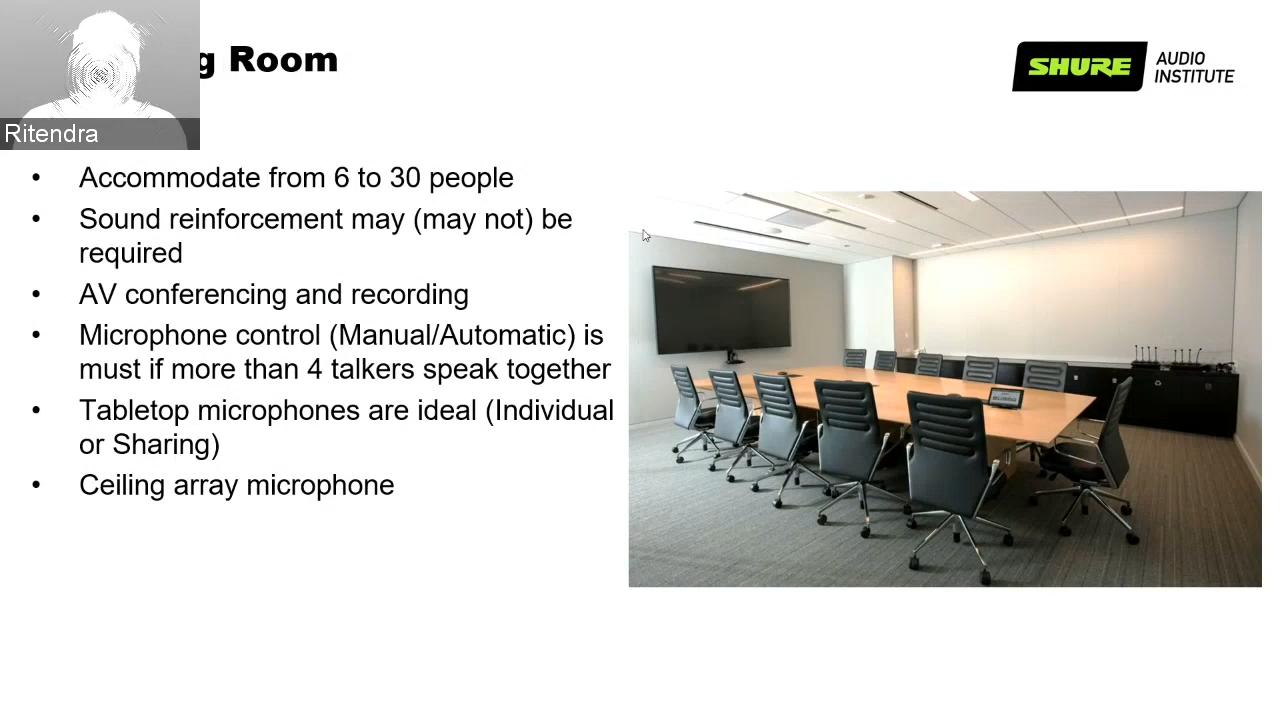 g Room
SHURE AUDIO
INSTITUTE
Ritendra
• Accommodate from 6 to 30 people
• Sound reinforcement may (may not) be
required
• AV conferencing and recording
• Microphone control (Manual/Automatic) is
must if more than 4 talkers speak together
• Tabletop microphones are ideal (Individual
or Sharing)
• Ceiling array microphone